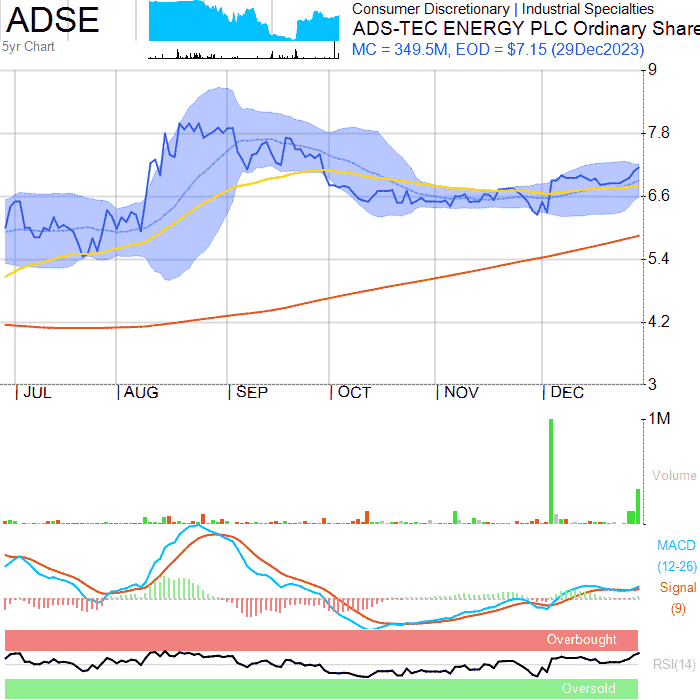 ADSE
5yr Chart
Consumer Discretionary | Industrial Specialties
ADS-TEC ENERGY PLC Ordinary Share
MC = 349.5M, EOD = $7.15 (29Dec2023)
9
7.8
6.6
5.4
4.2
3
JUL AUG SEP OCT NOV DEC
1M
Volume
MACD
(12-26)
Signal
(9)
Overbought
RSI(14)
Oversold